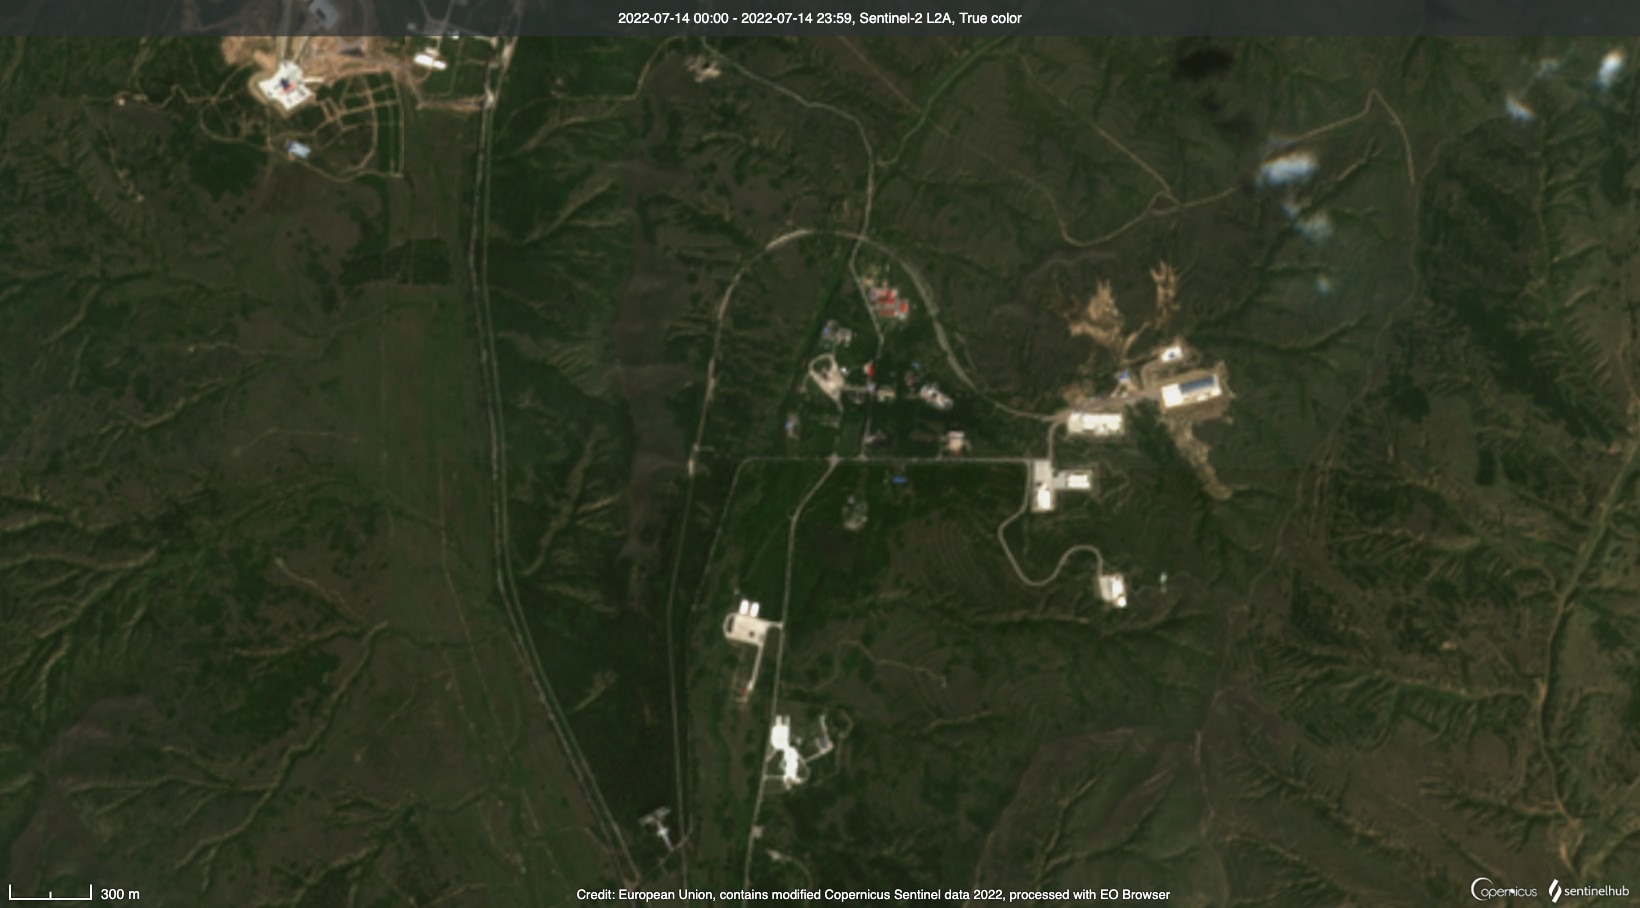 2022-07-14 00:00 - 2022-07-14 23:59, Sentinel-2 L2A, True color
300 m
Credit: European Union, contains modified Copernicus Sentinel data 2022, processed with EO Browser
opernicus
sentinelhub